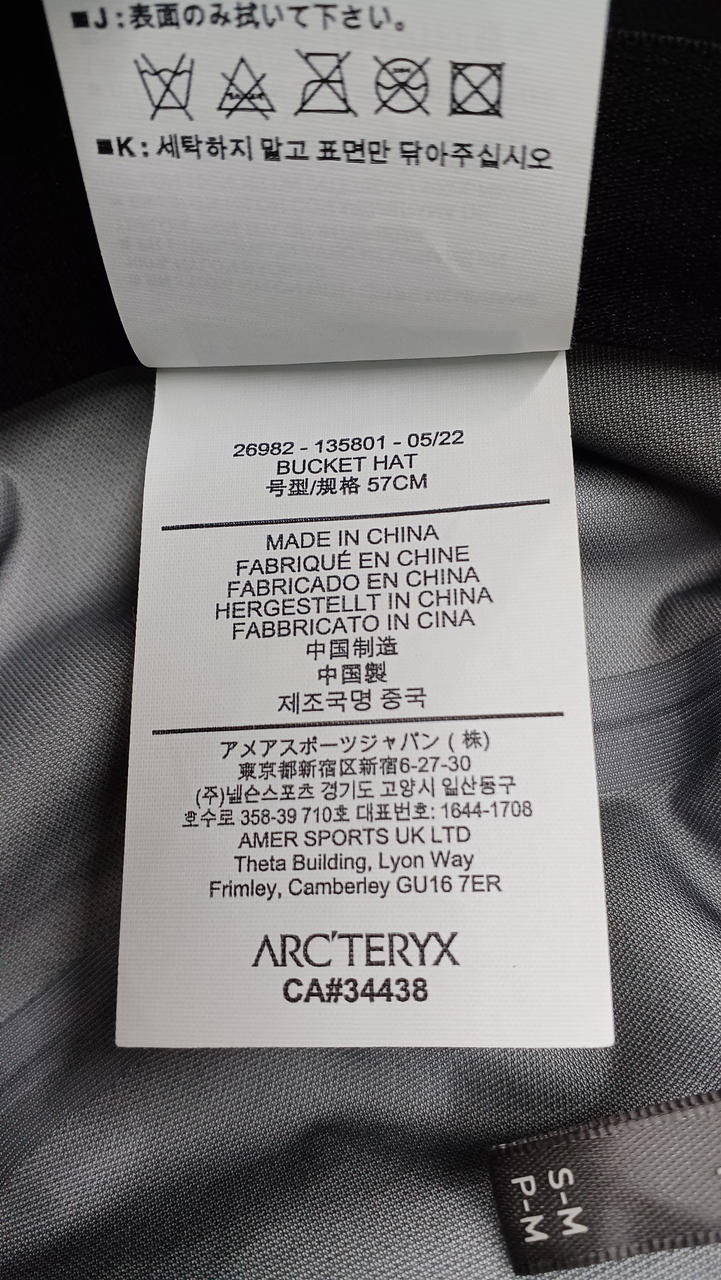 ■J:表面のみ拭いて下さい。
■K: 세탁하지 말고 표면만 닦아주십시오
26982 - 135801 - 05/22
BUCKET HAT
号型/规格 57CM
MADE IN CHINA
FABRIQUÉ EN CHINE
FABRICADO EN CHINA
HERGESTELLT IN CHINA
FABBRICATO IN CINA
中国制造
中国製
제조국명 중국
アメアスポーツジャパン (株)
東京都新宿区新宿6-27-30
(주)넬슨스포츠 경기도 고양시 일산동구
호수로 358-39 710호 대표번호: 1644-1708
AMER SPORTS UK LTD
Theta Building, Lyon Way
Frimley, Camberley GU16 7ER
ARC'TERYX
CA#34438
S-M
P-M